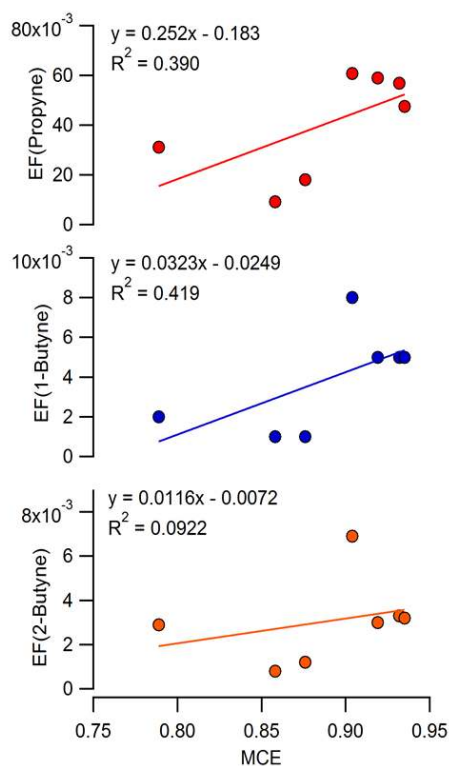 80x10⁻³
y = 0.252x - 0.183
R² = 0.390
60
40
20
0
EF(Propyne)
10x10⁻³
y = 0.0323x - 0.0249
R² = 0.419
8
6
4
2
0
EF(1-Butyne)
8x10⁻³
y = 0.0116x - 0.0072
R² = 0.0922
6
4
2
0
EF(2-Butyne)
0.75 0.80 0.85 0.90 0.95
MCE